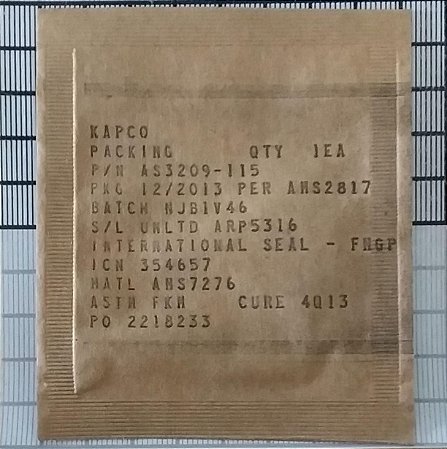 KAPCO
PACKING QTY 1EA
P/N AS3209-115
PKG 12/2013 PER AMS2817
BATCH NJB1V46
S/L UNLTD ARP5316
INTERNATIONAL SEAL - FNGP
ICN 354657
MATL AMS7276
ASTM FKM CURE 4Q13
PO 2218233